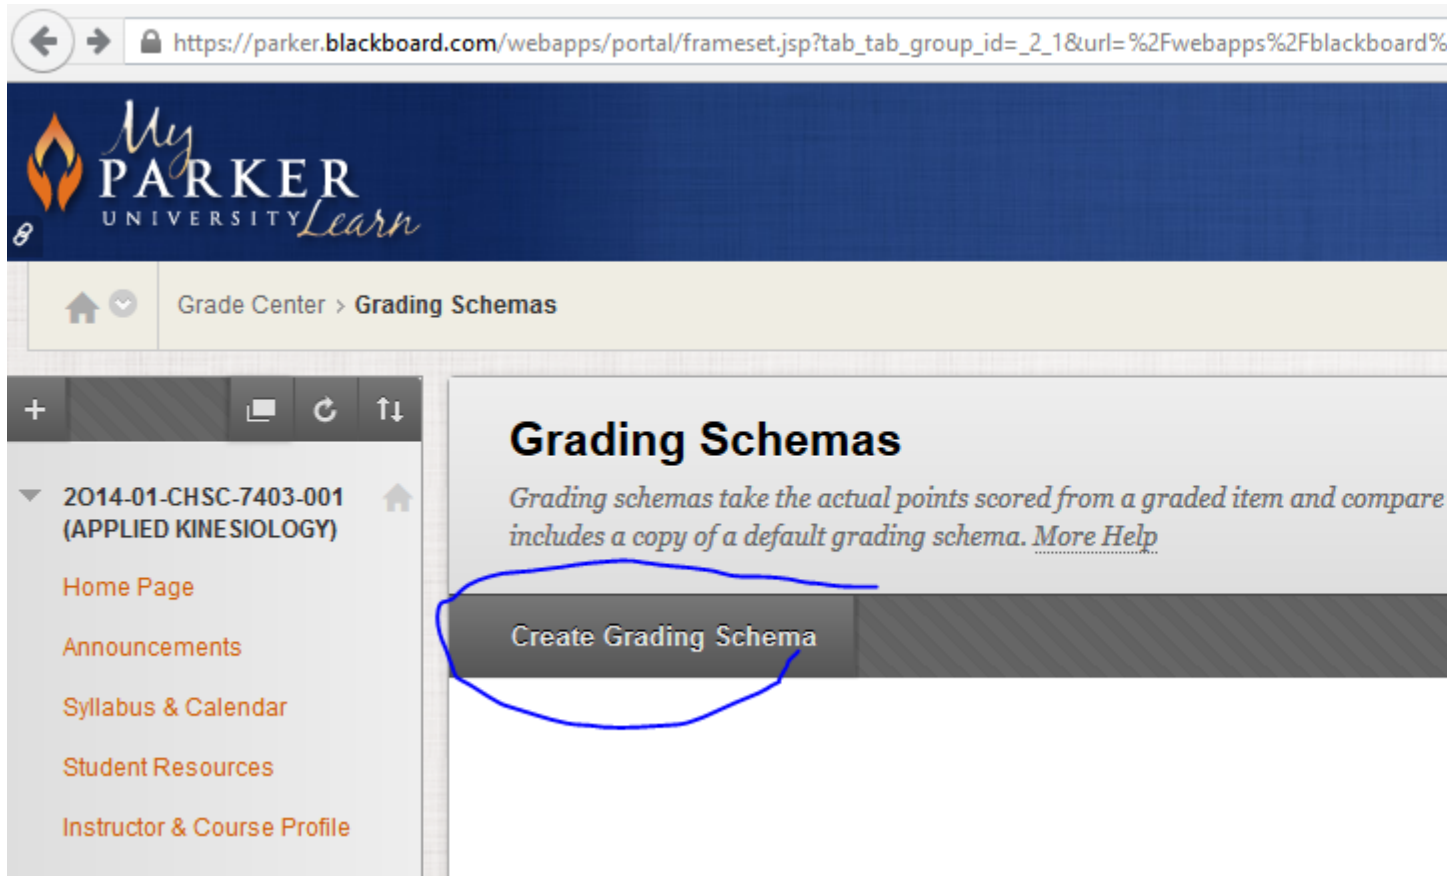 https://parker.blackboard.com/webapps/portal/frameset.jsp?tab_tab_group_id=_2_1&url=%2Fwebapps%2Fblackboard%
My
PARKER
UNIVERSITY Learn
Grade Center > Grading Schemas
2O14-01-CHSC-7403-001
(APPLIED KINESIOLOGY)
Home Page
Announcements
Syllabus & Calendar
Student Resources
Instructor & Course Profile
Grading Schemas
Grading schemas take the actual points scored from a graded item and compare
includes a copy of a default grading schema. More Help
Create Grading Schema